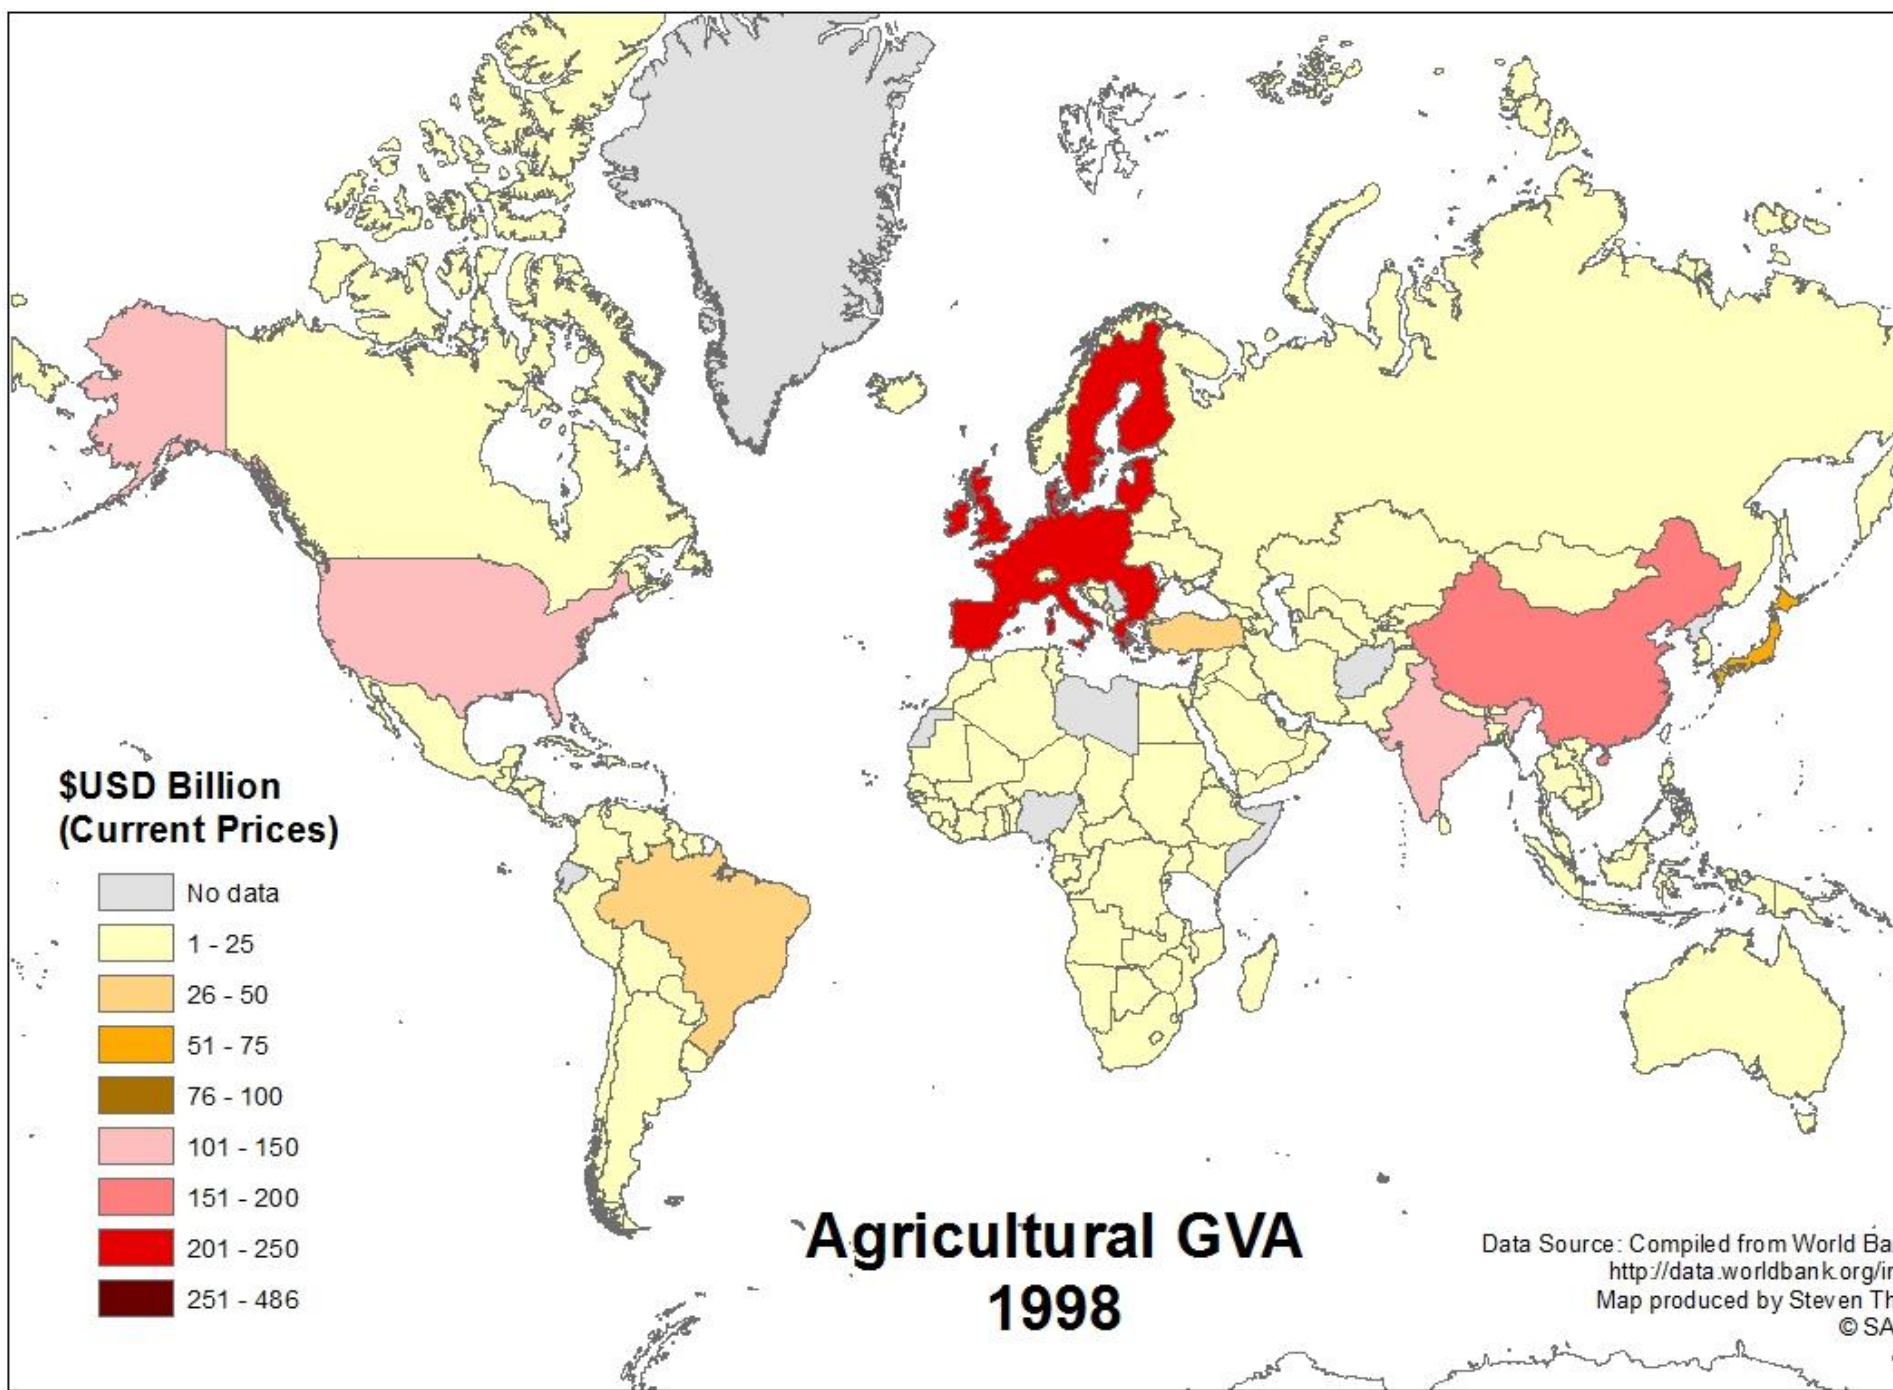 $USD Billion
(Current Prices)
No data
1 - 25
26 - 50
51 - 75
76 - 100
101 - 150
151 - 200
201 - 250
251 - 486
Agricultural GVA
1998
Data Source: Compiled from World Ba
http://data.worldbank.org/in
Map produced by Steven Th
© SA